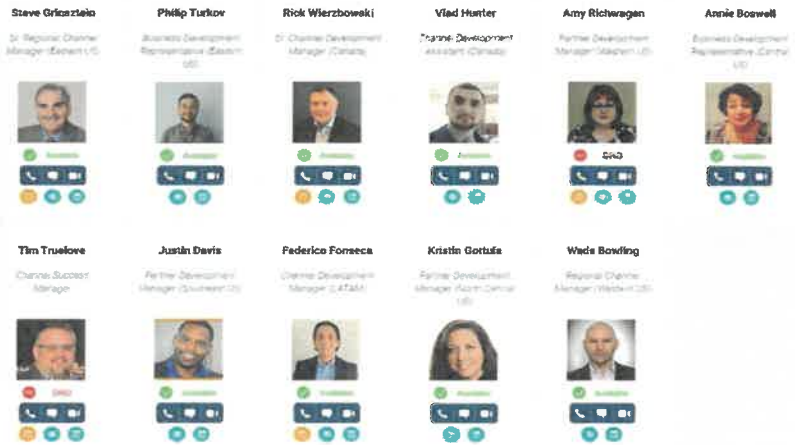 Steve Grinsztein
Philip Turkov
Rick Wierzbowski
Vlad Hunter
Amy Richwagen
Annie Boswell
Sr. Regional Channel
Manager (Eastern US)
Business Development
Representative (Eastern
US)
Sr. Channel Development
Manager (Canada)
Channel Development
Assistant (Canada)
Partner Development
Manager (Western US)
Business Development
Representative (Central
US)
Available
Available
Available
Available
DND
Available
Tim Truelove
Justin Davis
Federico Fonseca
Kristin Gortufa
Wade Bowling
Channel Success
Manager
Partner Development
Manager (Southeast US)
Channel Development
Manager (LATAM)
Partner Development
Manager (North Central
US)
Regional Channel
Manager (Western US)
DND
Available
Available
Available
Available